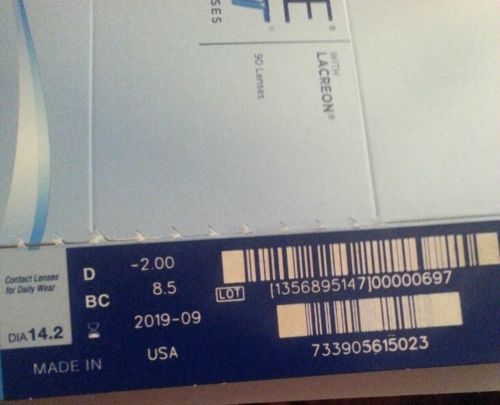 E®
SES
®
WITH
LACREON®
90 Lenses
Contact Lenses
for Daily Wear
DIA 14.2
D -2.00
BC 8.5
2019-09
MADE IN USA
LOT [1356895147]00000697
733905615023